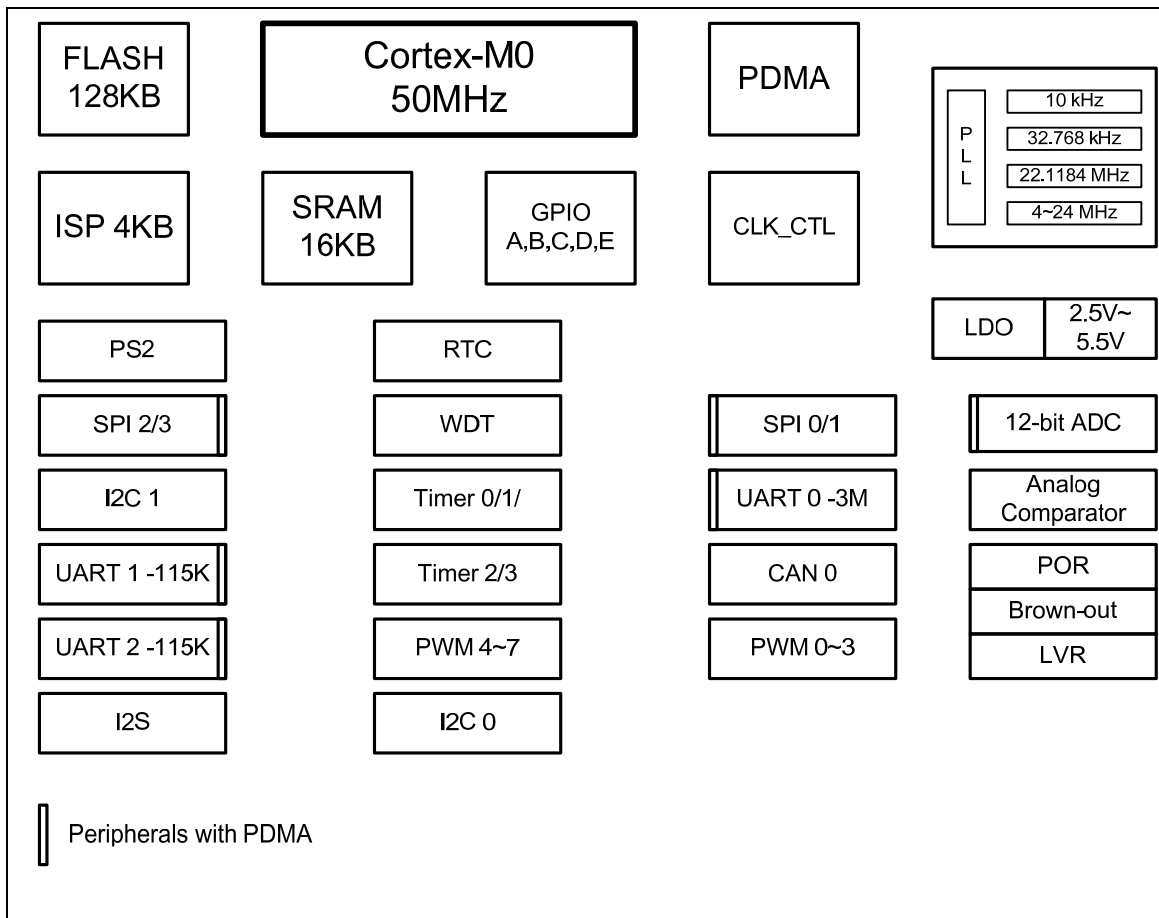 FLASH
128KB
Cortex-M0
50MHz
PDMA
P
L
L
10 kHz
32.768 kHz
22.1184 MHz
4~24 MHz
ISP 4KB
SRAM
16KB
GPIO
A,B,C,D,E
CLK_CTL
LDO
2.5V~
5.5V
PS2
RTC
SPI 2/3
WDT
SPI 0/1
12-bit ADC
I2C 1
Timer 0/1/
UART 0 -3M
Analog
Comparator
UART 1 -115K
Timer 2/3
CAN 0
POR
Brown-out
UART 2 -115K
PWM 4~7
PWM 0~3
LVR
I2S
I2C 0
Peripherals with PDMA